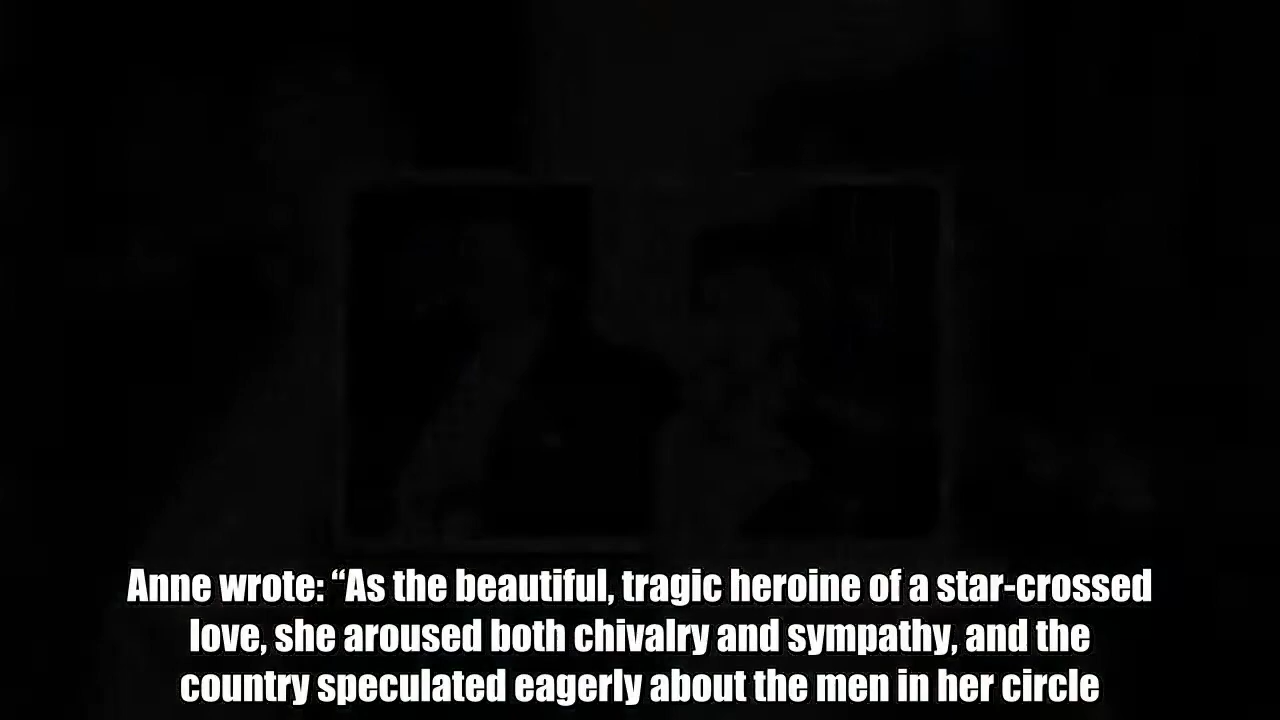 Anne wrote: “As the beautiful, tragic heroine of a star-crossed
love, she aroused both chivalry and sympathy, and the
country speculated eagerly about the men in her circle